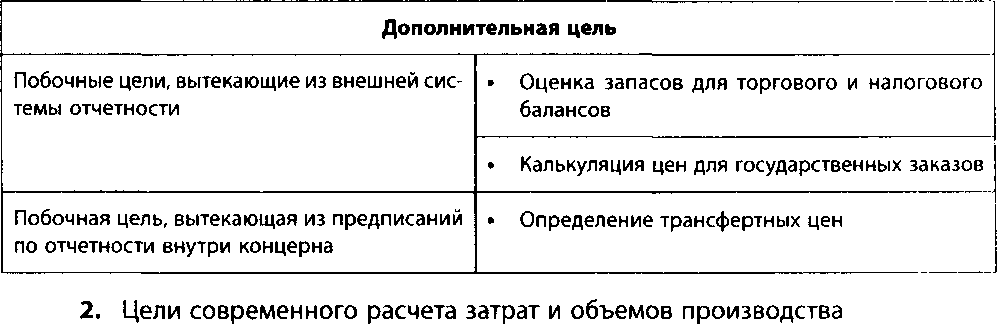 Дополнительная цель
Побочные цели, вытекающие из внешней сис-
темы отчетности
• Оценка запасов для торгового и налогового
балансов
• Калькуляция цен для государственных заказов
Побочная цель, вытекающая из предписаний
по отчетности внутри концерна
• Определение трансфертных цен
2. Цели современного расчета затрат и объемов производства